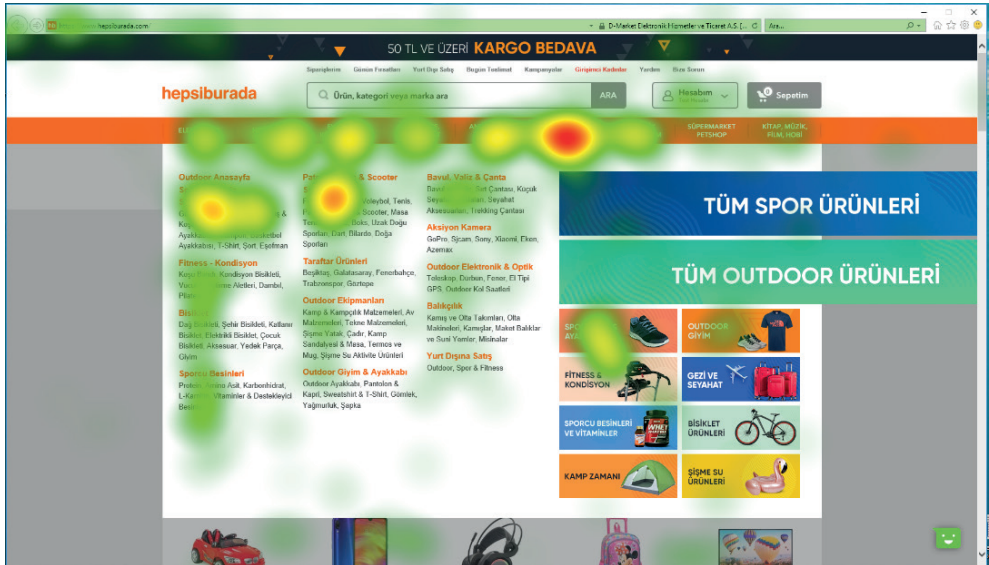 hepsiburada.com
D-Market Elektronik Hizmetler ve Ticaret A.S. [...
Ara...
50 TL VE ÜZERİ KARGO BEDAVA
Siparişlerim Günün Fırsatları Yurt Dışı Satış Bugün Teslimat Kampanyalar Girişimci Kadınlar Yardım Bize Sorun
hepsiburada
Ürün, kategori veya marka ara
ARA
Hesabım
0
Sepetim
SÜPERMARKET
PETSHOP
KİTAP, MÜZİK,
FİLM, HOBİ
Outdoor Anasayfa
Ayakkabısı, T-Shirt, Şort, Eşofman
Fitness - Kondisyon
Kondisyon Bisikleti,
Aletleri, Dambıl,
Dağ Bisikleti, Şehir Bisikleti, Katlanır
Bisiklet, Elektrikli Bisiklet, Çocuk
Bisikleti, Aksesuar, Yedek Parça,
Giyim
Sporcu Besinleri
Protein, Amino Asit, Karbonhidrat,
Vitaminler & Destekleyici
& Scooter
Voleybol, Tenis,
Scooter, Masa
Boks, Uzak Doğu
Sporları, Dart, Bilardo, Doğa
Sporları
Taraftar Ürünleri
Beşiktaş, Galatasaray, Fenerbahçe,
Trabzonspor, Göztepe
Outdoor Ekipmanları
Kamp & Kampçılık Malzemeleri, Av
Malzemeleri, Tekne Malzemeleri,
Şişme Yatak, Çadır, Kamp
Sandalyesi & Masa, Termos ve
Mug, Şişme Su Aktivite Ürünleri
Outdoor Giyim & Ayakkabı
Outdoor Ayakkabı, Pantolon &
Kapri, Sweatshirt & T-Shirt, Gömlek,
Yağmurluk, Şapka
Bavul, Valiz & Çanta
Set Çantası, Küçük
Seyahat
Aksesuarları, Trekking Çantası
Aksiyon Kamera
GoPro, Sjcam, Sony, Xiaomi, Eken,
Azemax
Outdoor Elektronik & Optik
Teleskop, Dürbün, Fener, El Tipi
GPS, Outdoor Kol Saatleri
Balıkçılık
Kamış ve Olta Takımları, Olta
Makineleri, Kamışlar, Maket Balıklar
ve Suni Yemler, Misinalar
Yurt Dışına Satış
Outdoor, Spor & Fitness
TÜM SPOR ÜRÜNLERİ
TÜM OUTDOOR ÜRÜNLERİ
OUTDOOR
GİYİM
FİTNESS &
KONDİSYON
GEZİ VE
SEYAHAT
SPORCU BESİNLERİ
VE VİTAMİNLER
WHEY
BİSİKLET
ÜRÜNLERİ
KAMP ZAMANI
ŞİŞME SU
ÜRÜNLERİ